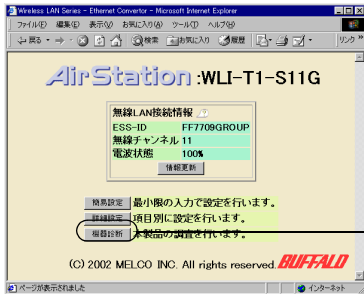 Wireless LAN Series - Ethernet Convertor - Microsoft Internet Explorer
ファイル(F) 編集(E) 表示(V) お気に入り(A) ツール(T) ヘルプ(H)
戻る 検索 お気に入り 履歴 リンク
AirStation :WLI-T1-S11G
無線LAN接続情報
ESS-ID FF7709GROUP
無線チャンネル 11
電波状態 100%
情報更新
簡易設定 最小限の入力で設定を行います。
詳細設定 項目別に設定を行います。
機器診断 本製品の調査を行います。
(C) 2002 MELCO INC. All rights reserved. BUFFALO
ページが表示されました インターネット